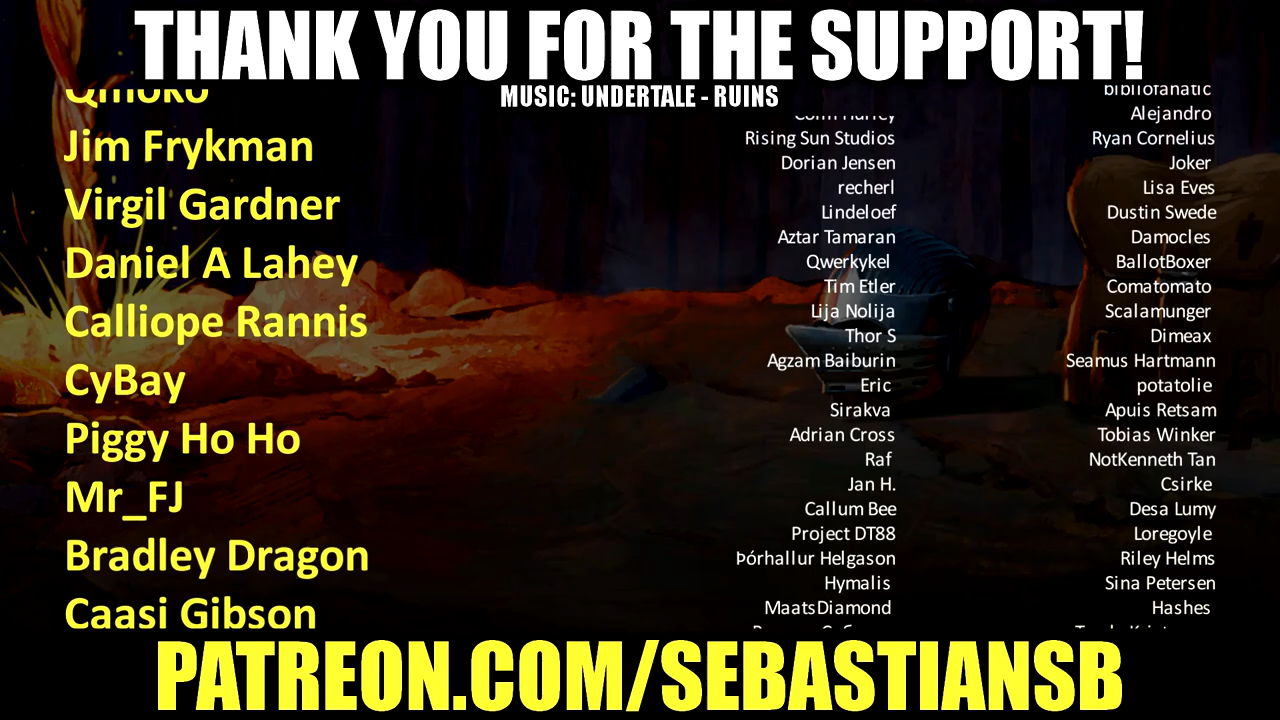 THANK YOU FOR THE SUPPORT!
MUSIC: UNDERTALE - RUINS
Jim Frykman
Virgil Gardner
Daniel A Lahey
Calliope Rannis
CyBay
Piggy Ho Ho
Mr_FJ
Bradley Dragon
Caasi Gibson
Rising Sun Studios
Dorian Jensen
recherl
Lindeloef
Aztar Tamaran
Qwerkykel
Tim Etler
Lija Nolija
Thor S
Agzam Baiburin
Eric
Sirakva
Adrian Cross
Raf
Jan H.
Callum Bee
Project DT88
Þórhallur Helgason
Hymalis
MaatsDiamond
bibliofanatic
Alejandro
Ryan Cornelius
Joker
Lisa Eves
Dustin Swede
Damocles
BallotBoxer
Comatomato
Scalamunger
Dimeax
Seamus Hartmann
potatolie
Apuis Retsam
Tobias Winker
NotKenneth Tan
Csirke
Desa Lumy
Loregoyle
Riley Helms
Sina Petersen
Hashes
PATREON.COM/SEBASTIANSB